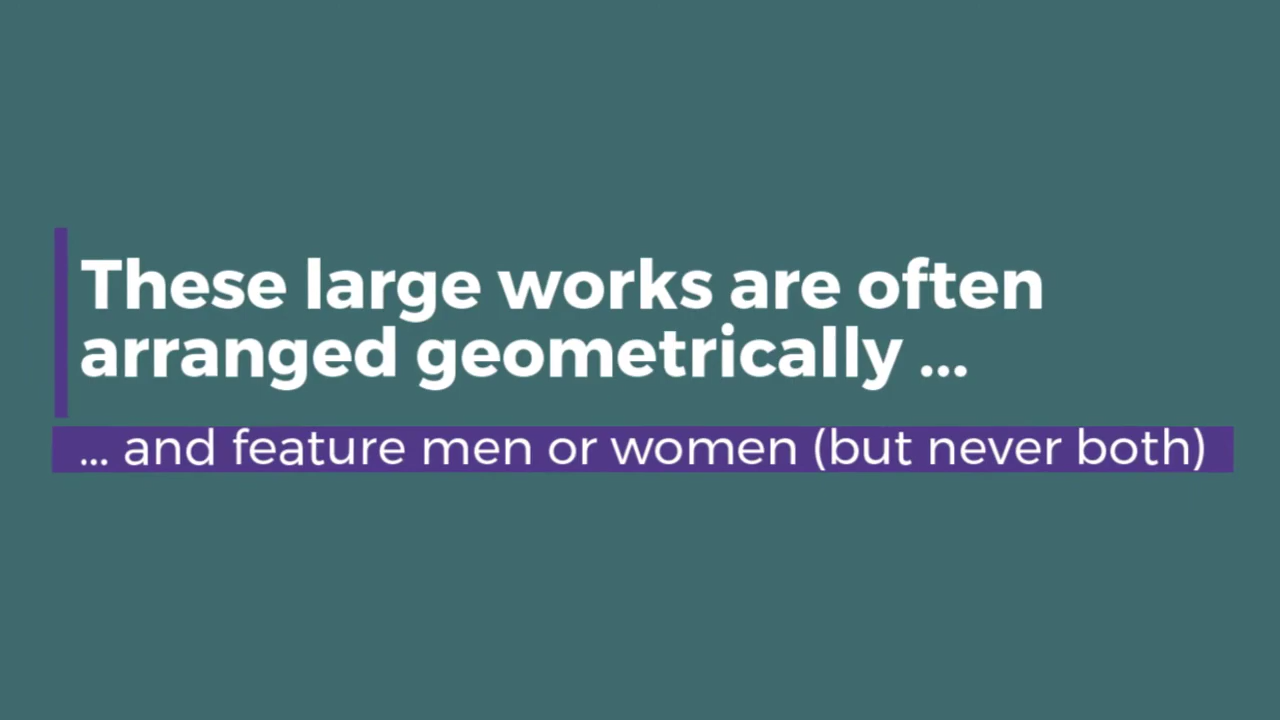 These large works are often
arranged geometrically ...
... and feature men or women (but never both)